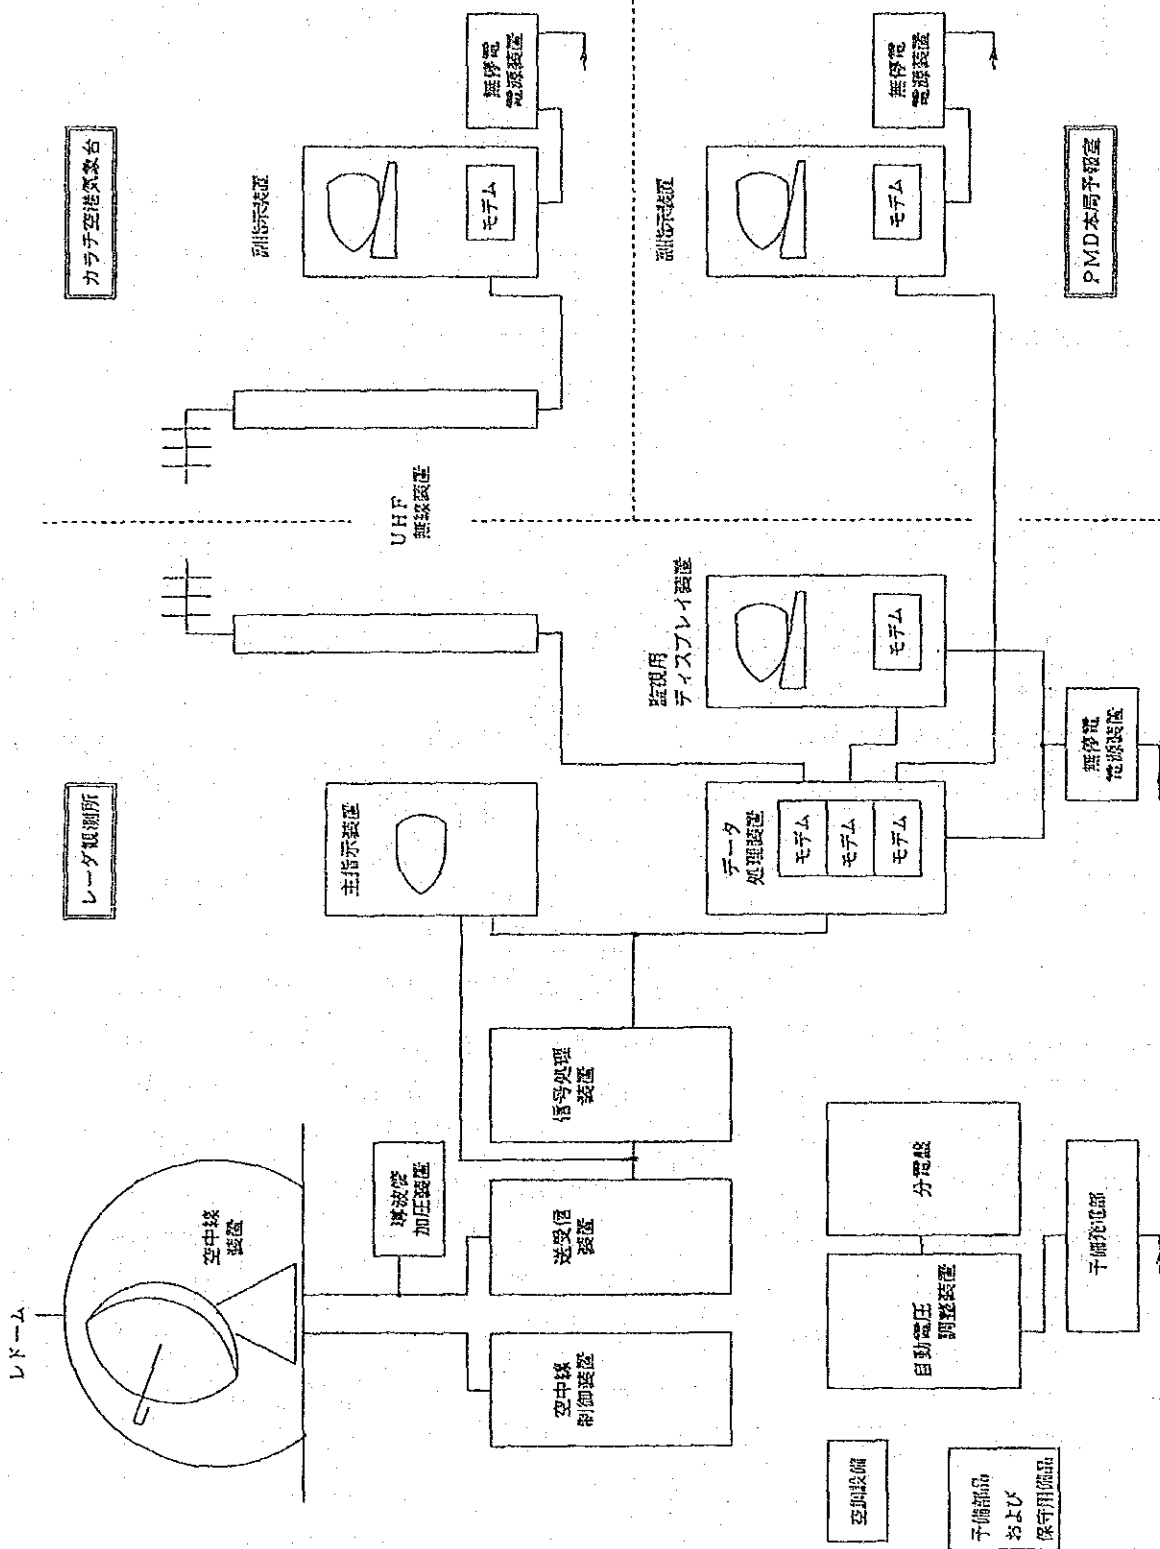 レドーム
空中線
装置
レーダ観測所
カラチ空港気象台
導波管
加圧装置
空中線
制御装置
送受信
装置
信号処理
装置
主指示装置
UHF
無線装置
副指示装置
モデム
無停電
電源装置
監視用
ディスプレイ装置
モデム
データ
処理装置
モデム
モデム
モデム
副指示装置
モデム
無停電
電源装置
空調設備
自動電圧
調整装置
分電盤
予備部品
および
保守用備品
予備発電部
無停電
電源装置
PMD本局予報室